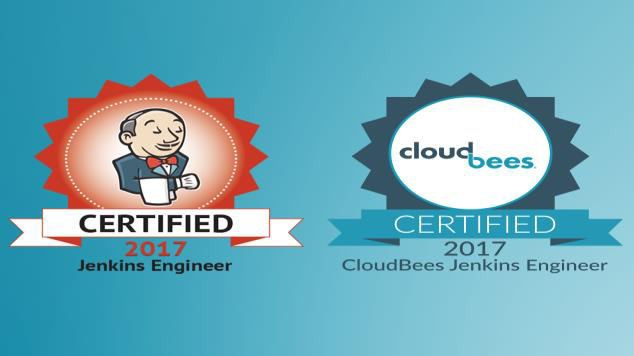 CERTIFIED
2017
Jenkins Engineer
cloudbees
CERTIFIED
2017
CloudBees Jenkins Engineer